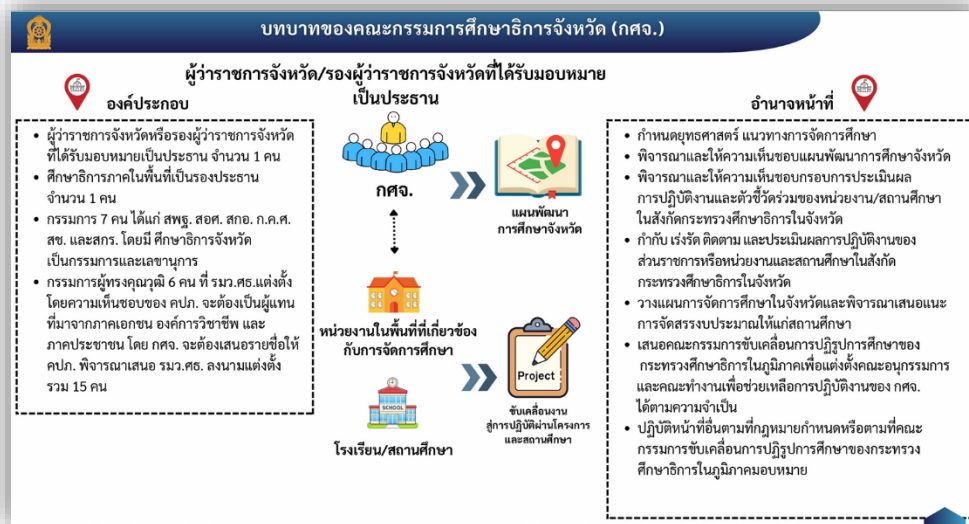 บทบาทของคณะกรรมการศึกษาธิการจังหวัด (กศจ.)
ผู้ว่าราชการจังหวัด/รองผู้ว่าราชการจังหวัดที่ได้รับมอบหมาย
เป็นประธาน
องค์ประกอบ
• ผู้ว่าราชการจังหวัดหรือรองผู้ว่าราชการจังหวัด
ที่ได้รับมอบหมายเป็นประธาน จำนวน 1 คน
• ศึกษาธิการภาคในพื้นที่เป็นรองประธาน
จำนวน 1 คน
• กรรมการ 7 คน ได้แก่ สพฐ. สอศ. สกอ. ก.ค.ศ.
สช. และสกร. โดยมี ศึกษาธิการจังหวัด
เป็นกรรมการและเลขานุการ
• กรรมการผู้ทรงคุณวุฒิ 6 คน ที่ รมว.ศธ.แต่งตั้ง
โดยความเห็นชอบของ คปภ. จะต้องเป็นผู้แทน
ที่มาจากภาคเอกชน องค์การวิชาชีพ และ
ภาคประชาชน โดย กศจ. จะต้องเสนอรายชื่อให้
คปภ. พิจารณาเสนอ รมว.ศธ. ลงนามแต่งตั้ง
รวม 15 คน
กศจ.
แผนพัฒนา
การศึกษาจังหวัด
หน่วยงานในพื้นที่ที่เกี่ยวข้อง
กับการจัดการศึกษา
Project
SCHOOL
ขับเคลื่อนงาน
สู่การปฏิบัติผ่านโครงการ
และสถานศึกษา
โรงเรียน/สถานศึกษา
อำนาจหน้าที่
• กำหนดยุทธศาสตร์ แนวทางการจัดการศึกษา
• พิจารณาและให้ความเห็นชอบแผนพัฒนาการศึกษาจังหวัด
• พิจารณาและให้ความเห็นชอบกรอบการประเมินผล
การปฏิบัติงานและตัวชี้วัดร่วมของหน่วยงาน/สถานศึกษา
ในสังกัดกระทรวงศึกษาธิการในจังหวัด
• กำกับ เร่งรัด ติดตาม และประเมินผลการปฏิบัติงานของ
ส่วนราชการหรือหน่วยงานและสถานศึกษาในสังกัด
กระทรวงศึกษาธิการในจังหวัด
• วางแผนการจัดการศึกษาในจังหวัดและพิจารณาเสนอแนะ
การจัดสรรงบประมาณให้แก่สถานศึกษา
• เสนอคณะกรรมการขับเคลื่อนการปฏิรูปการศึกษาของ
กระทรวงศึกษาธิการในภูมิภาคเพื่อแต่งตั้งคณะอนุกรรมการ
และคณะทำงานเพื่อช่วยเหลือการปฏิบัติงานของ กศจ.
ได้ตามความจำเป็น
• ปฏิบัติหน้าที่อื่นตามที่กฎหมายกำหนดหรือตามที่คณะ
กรรมการขับเคลื่อนการปฏิรูปการศึกษาของกระทรวง
ศึกษาธิการในภูมิภาคมอบหมาย